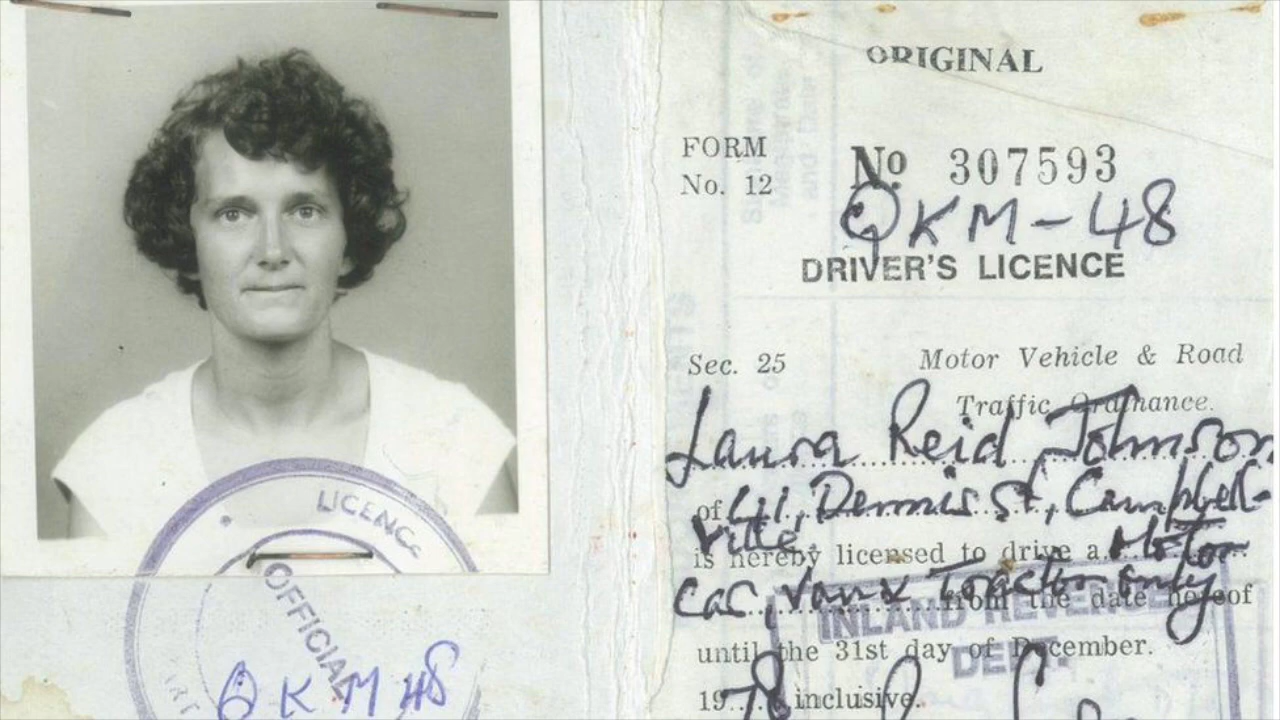 ORIGINAL
FORM
No. 12
No 307593
QKM-48
DRIVER'S LICENCE
Sec. 25 Motor Vehicle & Road
Traffic Ordinance.
Laura Reid Johnson
of 41, Dennis St, Campbel-
ville,
is hereby licensed to drive a Motor
car, van & Tractor only
from the date hereof
until the 31st day of December.
1978 inclusive.
INLAND REVENUE
DEPT.
LICENCE
OFFICIAL
QKM 48